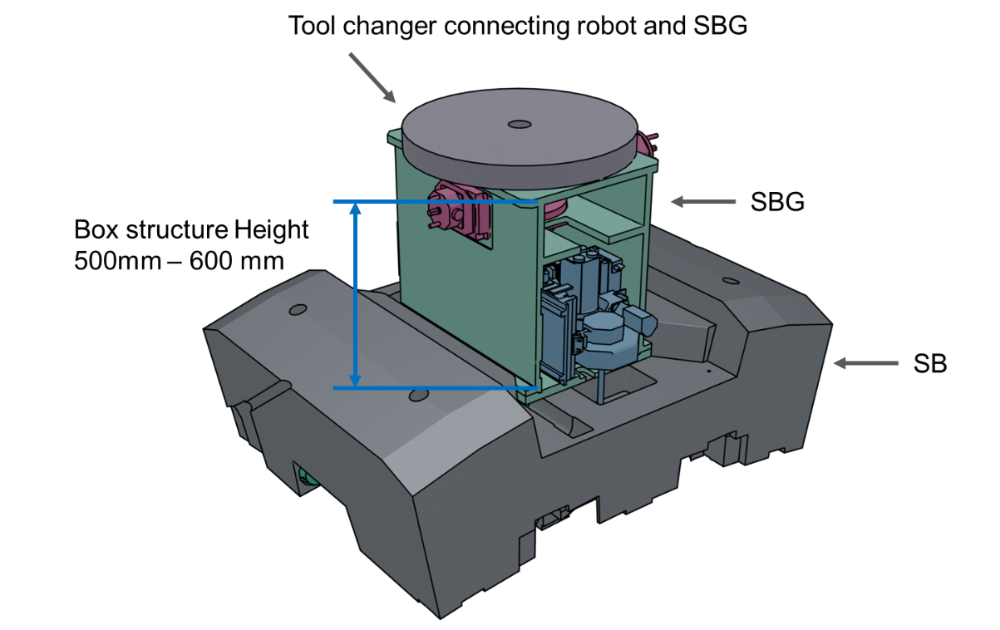 Tool changer connecting robot and SBG
SBG
Box structure Height
500mm – 600 mm
SB